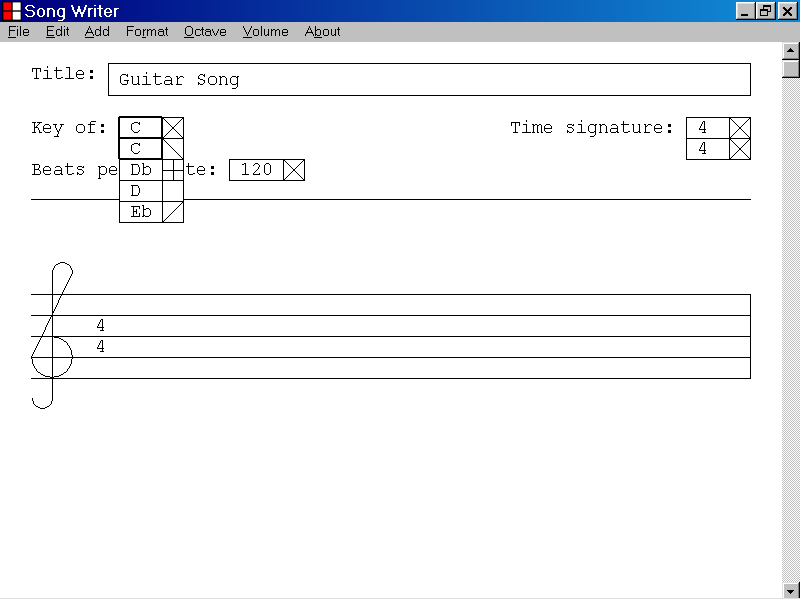 Song Writer
File Edit Add Format Octave Volume About
Title: Guitar Song
Key of: C Time signature: 4
C 4
Beats pe Db te: 120
D
Eb
4
4